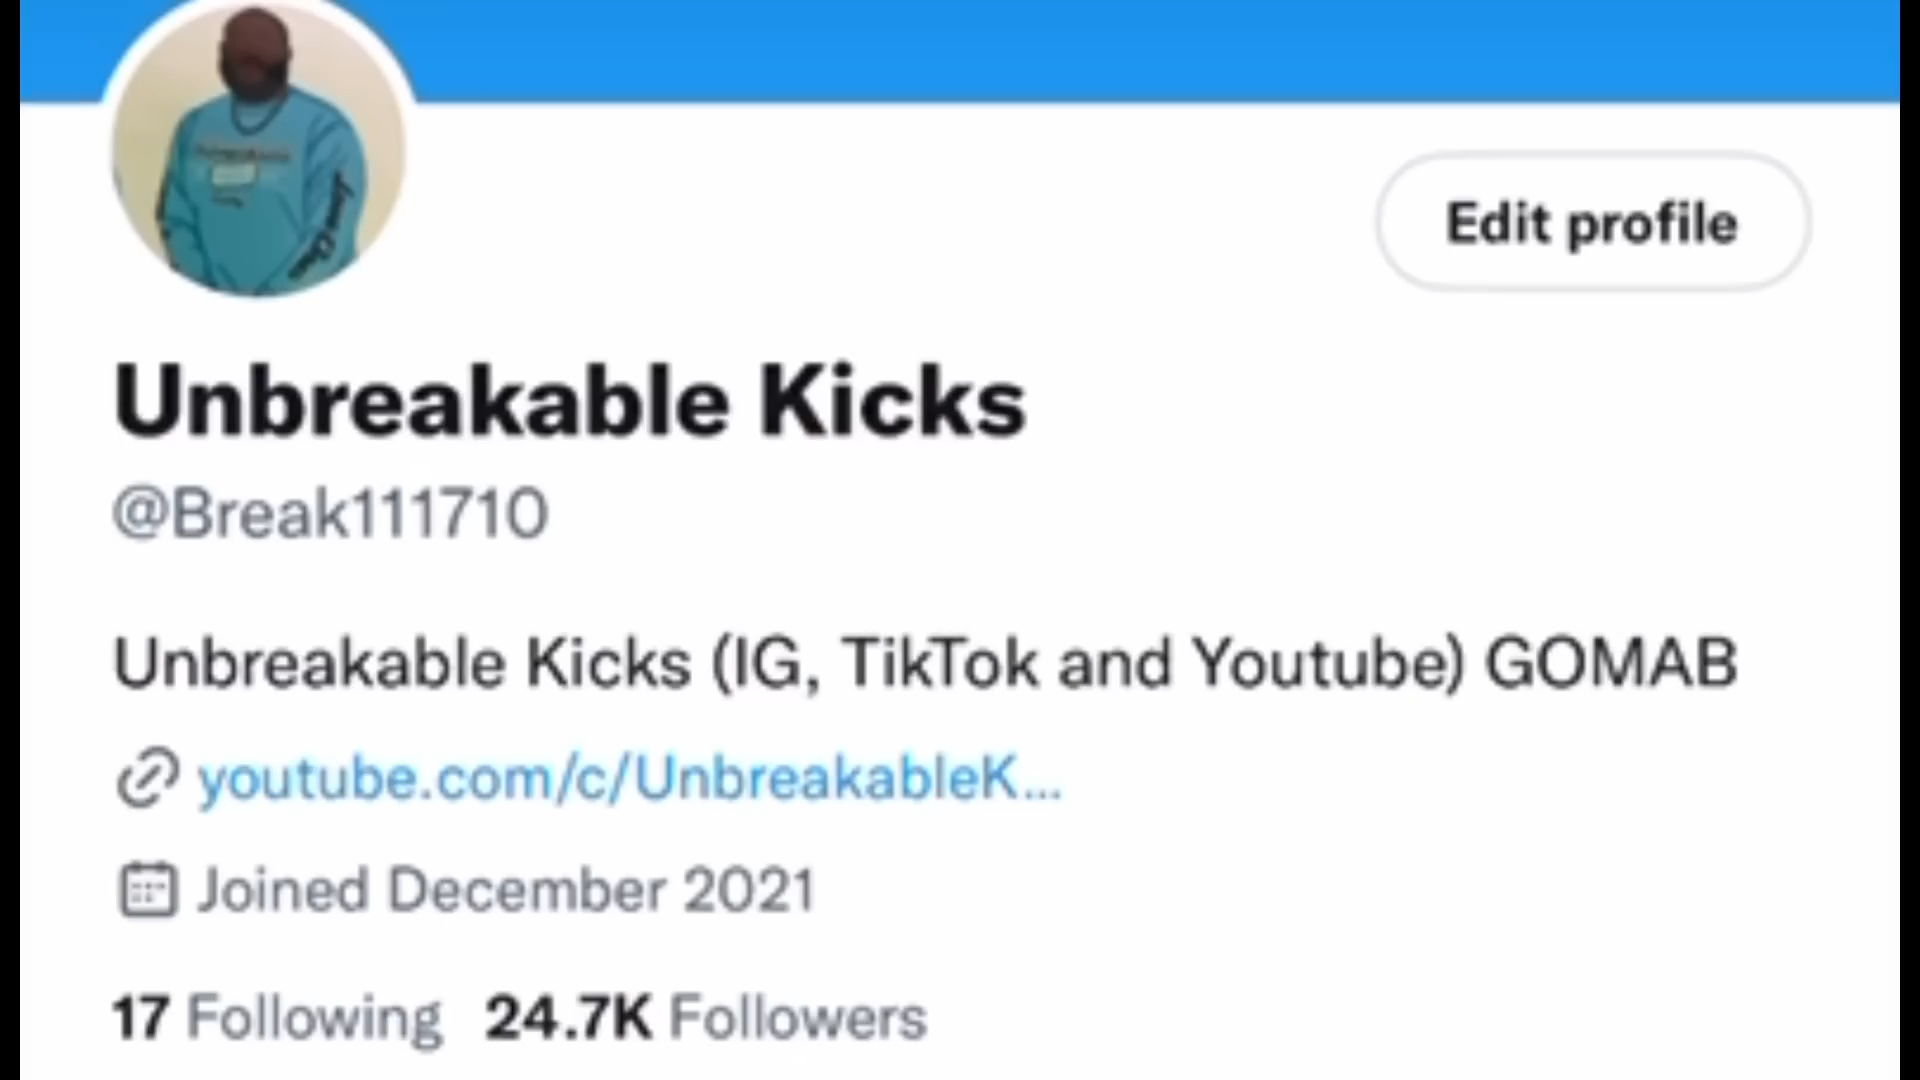 Edit profile
Unbreakable Kicks
@Break111710
Unbreakable Kicks (IG, TikTok and Youtube) GOMAB
youtube.com/c/UnbreakableK...
Joined December 2021
17 Following 24.7K Followers